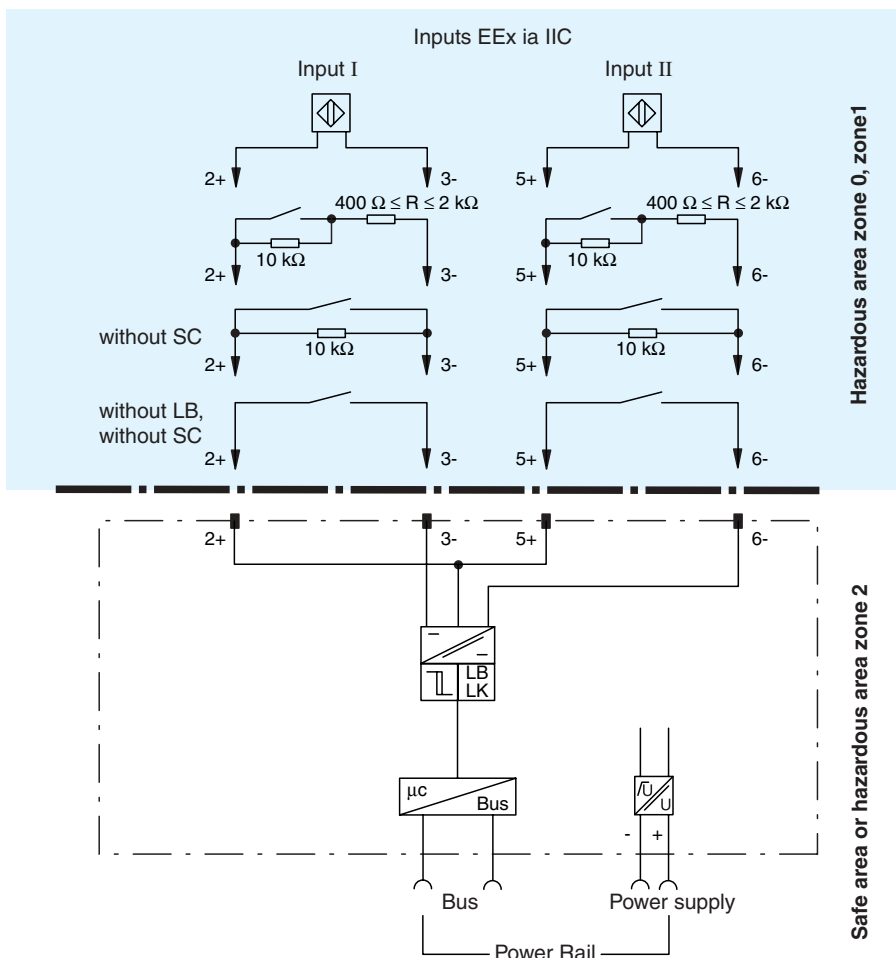 Inputs EEx ia IIC
Input I
Input II
2+
3-
5+
6-
400 Ω ≤ R ≤ 2 kΩ
400 Ω ≤ R ≤ 2 kΩ
10 kΩ
10 kΩ
2+
3-
5+
6-
without SC
10 kΩ
10 kΩ
2+
3-
5+
6-
without LB,
without SC
2+
3-
5+
6-
Hazardous area zone 0, zone1
2+
3-
5+
6-
LB
LK
µc
Bus
U
U
-
+
Bus
Power supply
Power Rail
Safe area or hazardous area zone 2